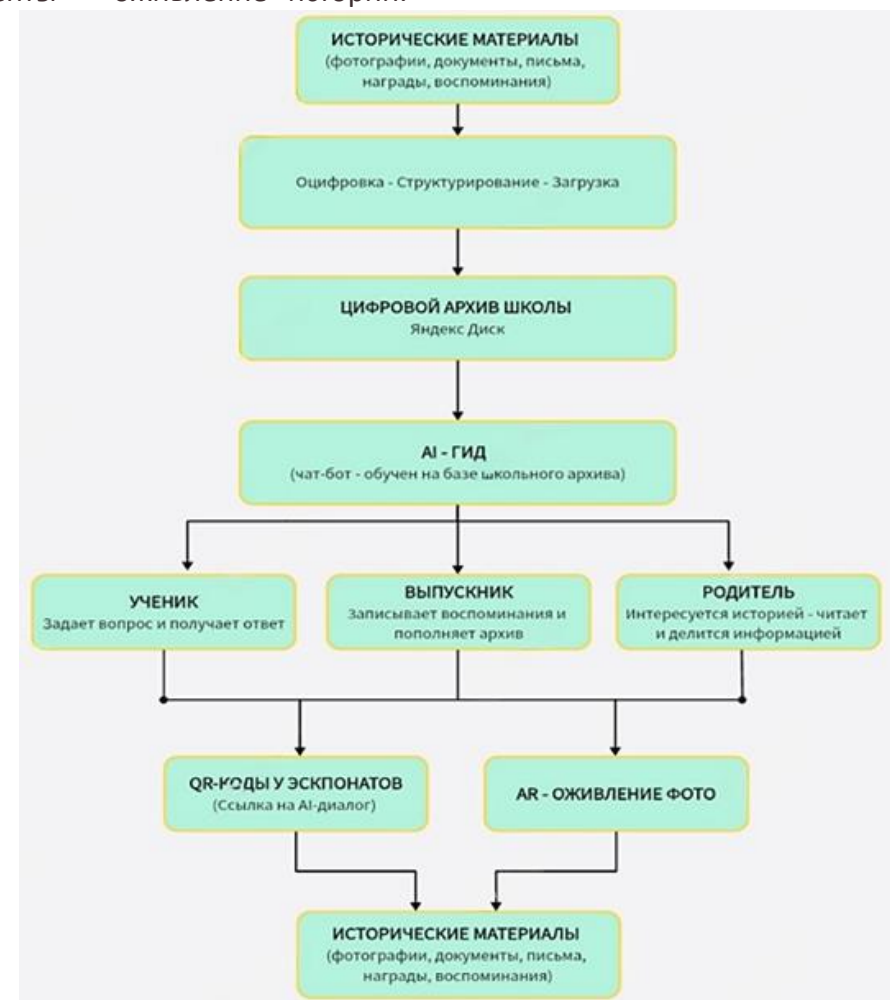 ИСТОРИЧЕСКИЕ МАТЕРИАЛЫ
(фотографии, документы, письма,
награды, воспоминания)
Оцифровка - Структурирование - Загрузка
ЦИФРОВОЙ АРХИВ ШКОЛЫ
Яндекс Диск
AI - ГИД
(чат-бот - обучен на базе школьного архива)
УЧЕНИК
Задает вопрос и получает ответ
ВЫПУСКНИК
Записывает воспоминания и
пополняет архив
РОДИТЕЛЬ
Интересуется историей - читает
и делится информацией
QR-КОДЫ У ЭСКПОНАТОВ
(Ссылка на AI-диалог)
AR - ОЖИВЛЕНИЕ ФОТО
ИСТОРИЧЕСКИЕ МАТЕРИАЛЫ
(фотографии, документы, письма,
награды, воспоминания)